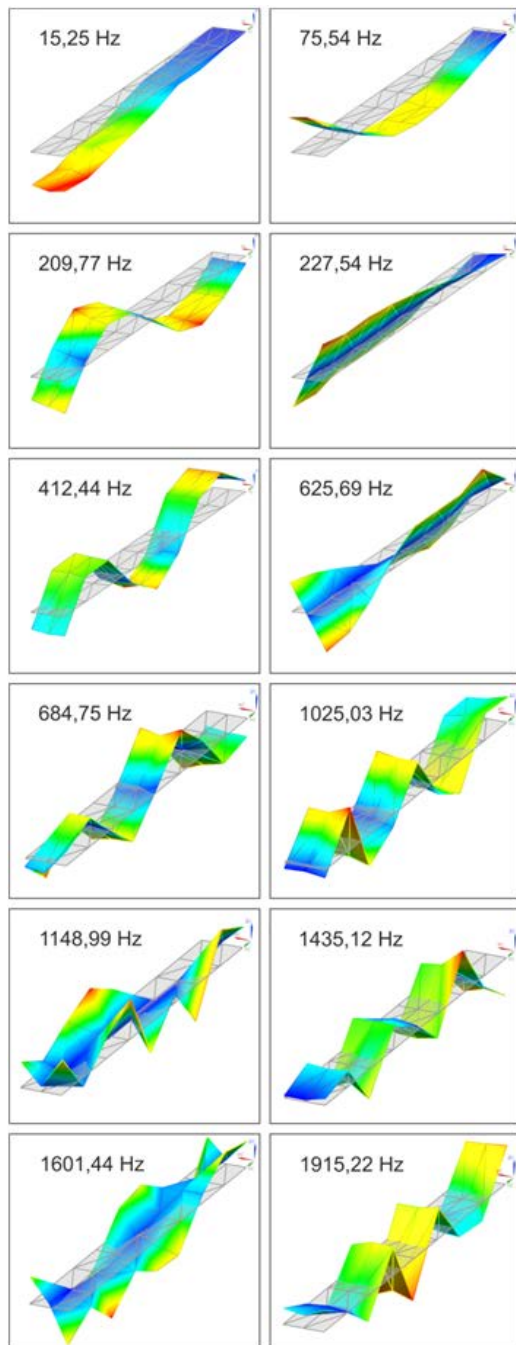 15,25 Hz
75,54 Hz
209,77 Hz
227,54 Hz
412,44 Hz
625,69 Hz
684,75 Hz
1025,03 Hz
1148,99 Hz
1435,12 Hz
1601,44 Hz
1915,22 Hz